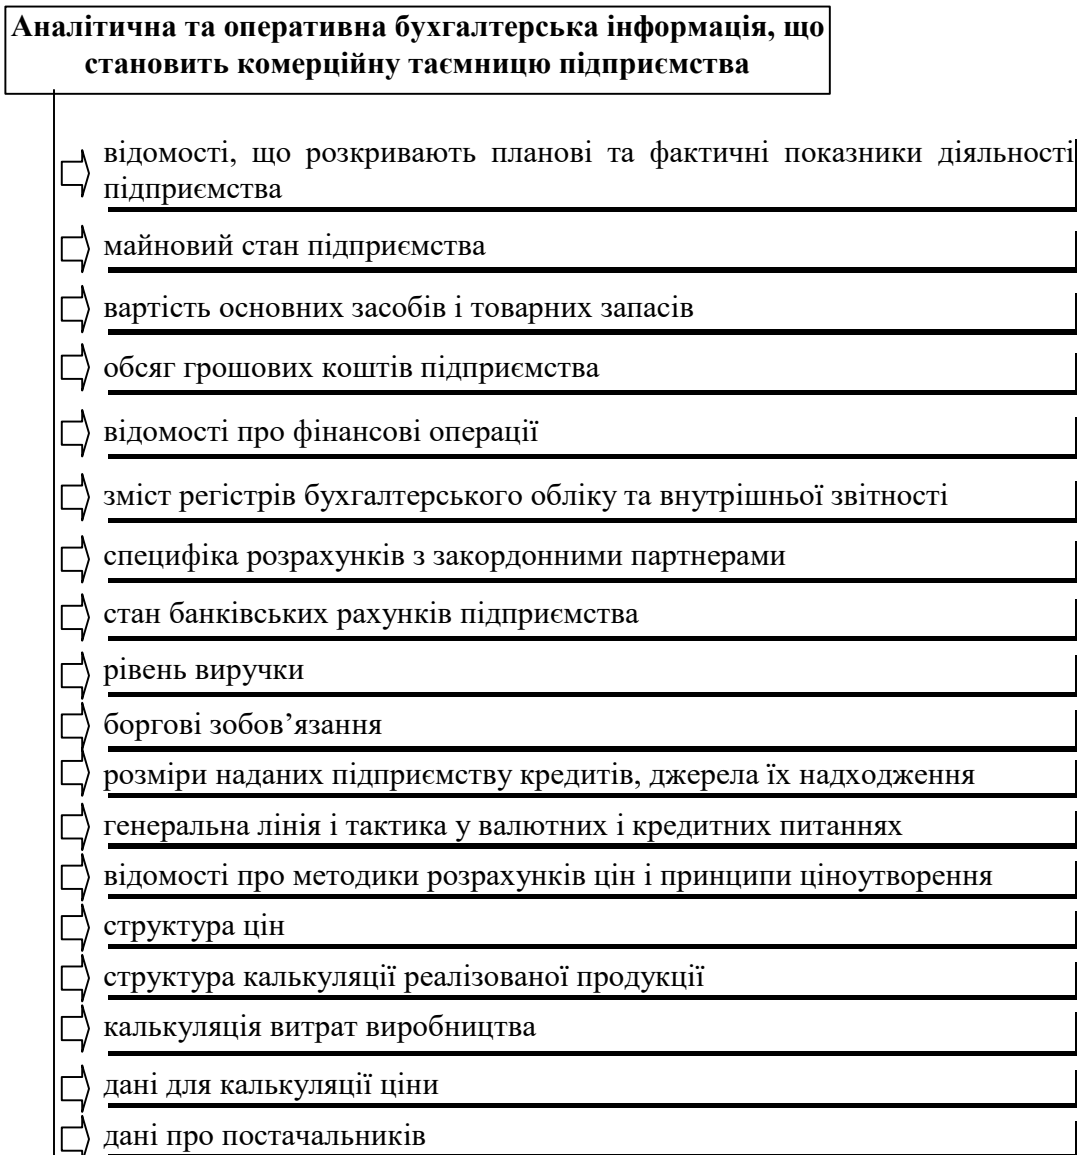 Аналітична та оперативна бухгалтерська інформація, що
становить комерційну таємницю підприємства
відомості, що розкривають планові та фактичні показники діяльності
підприємства
майновий стан підприємства
вартість основних засобів і товарних запасів
обсяг грошових коштів підприємства
відомості про фінансові операції
зміст регістрів бухгалтерського обліку та внутрішньої звітності
специфіка розрахунків з закордонними партнерами
стан банківських рахунків підприємства
рівень виручки
боргові зобов’язання
розміри наданих підприємству кредитів, джерела їх надходження
генеральна лінія і тактика у валютних і кредитних питаннях
відомості про методики розрахунків цін і принципи ціноутворення
структура цін
структура калькуляції реалізованої продукції
калькуляція витрат виробництва
дані для калькуляції ціни
дані про постачальників